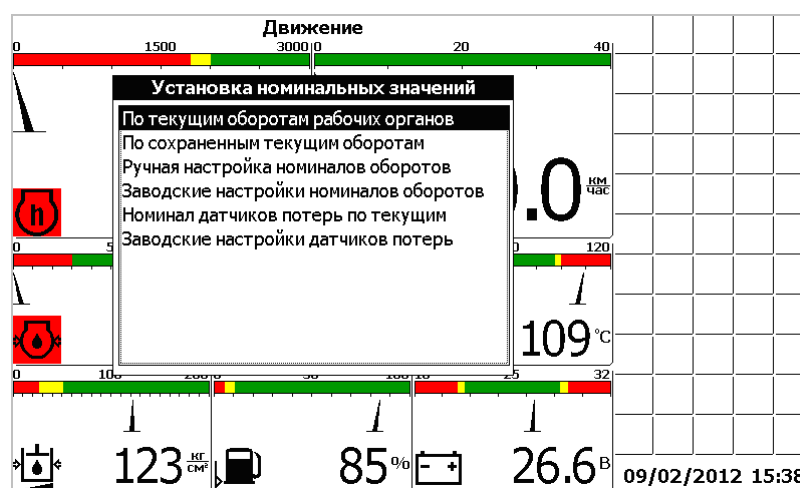 Движение
0 1500 3000 0 20 40
Установка номинальных значений
По текущим оборотам рабочих органов
По сохраненным текущим оборотам
Ручная настройка номиналов оборотов
Заводские настройки номиналов оборотов
Номинал датчиков потерь по текущим
Заводские настройки датчиков потерь
.0 км час
h
0 5 120
109 °C
0 100 200 0 50 100 18 25 32
123 кг см²
85 %
- +
26.6 В
09/02/2012 15:38